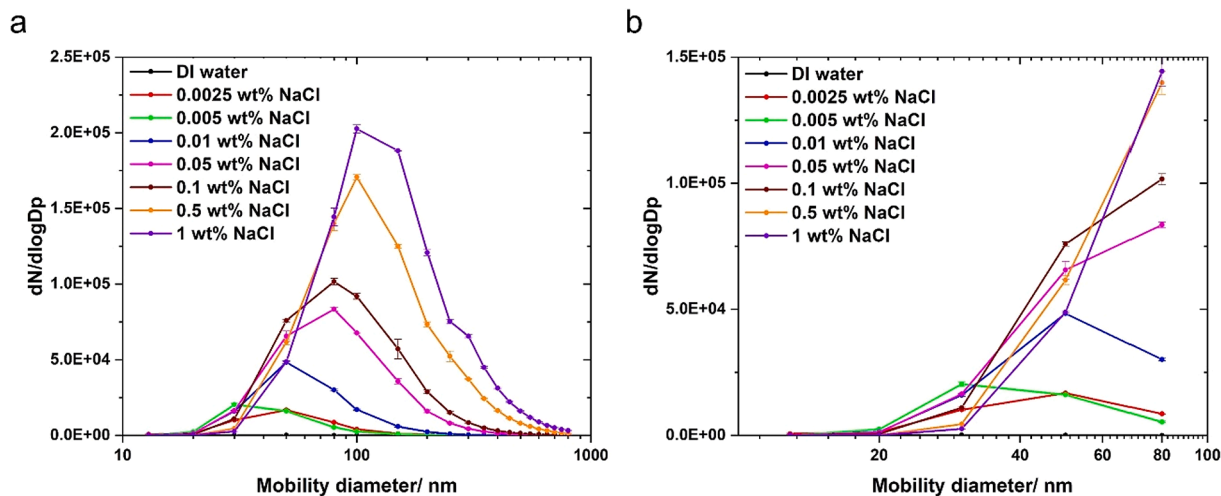 a
2.5E+05
2.0E+05
1.5E+05
1.0E+05
5.0E+04
0.0E+00
dN/dlogDp
DI water
0.0025 wt% NaCl
0.005 wt% NaCl
0.01 wt% NaCl
0.05 wt% NaCl
0.1 wt% NaCl
0.5 wt% NaCl
1 wt% NaCl
10
100
1000
Mobility diameter/ nm
b
1.5E+05
1.0E+05
5.0E+04
0.0E+00
dN/dlogDp
DI water
0.0025 wt% NaCl
0.005 wt% NaCl
0.01 wt% NaCl
0.05 wt% NaCl
0.1 wt% NaCl
0.5 wt% NaCl
1 wt% NaCl
20
40
60
80
100
Mobility diameter/ nm